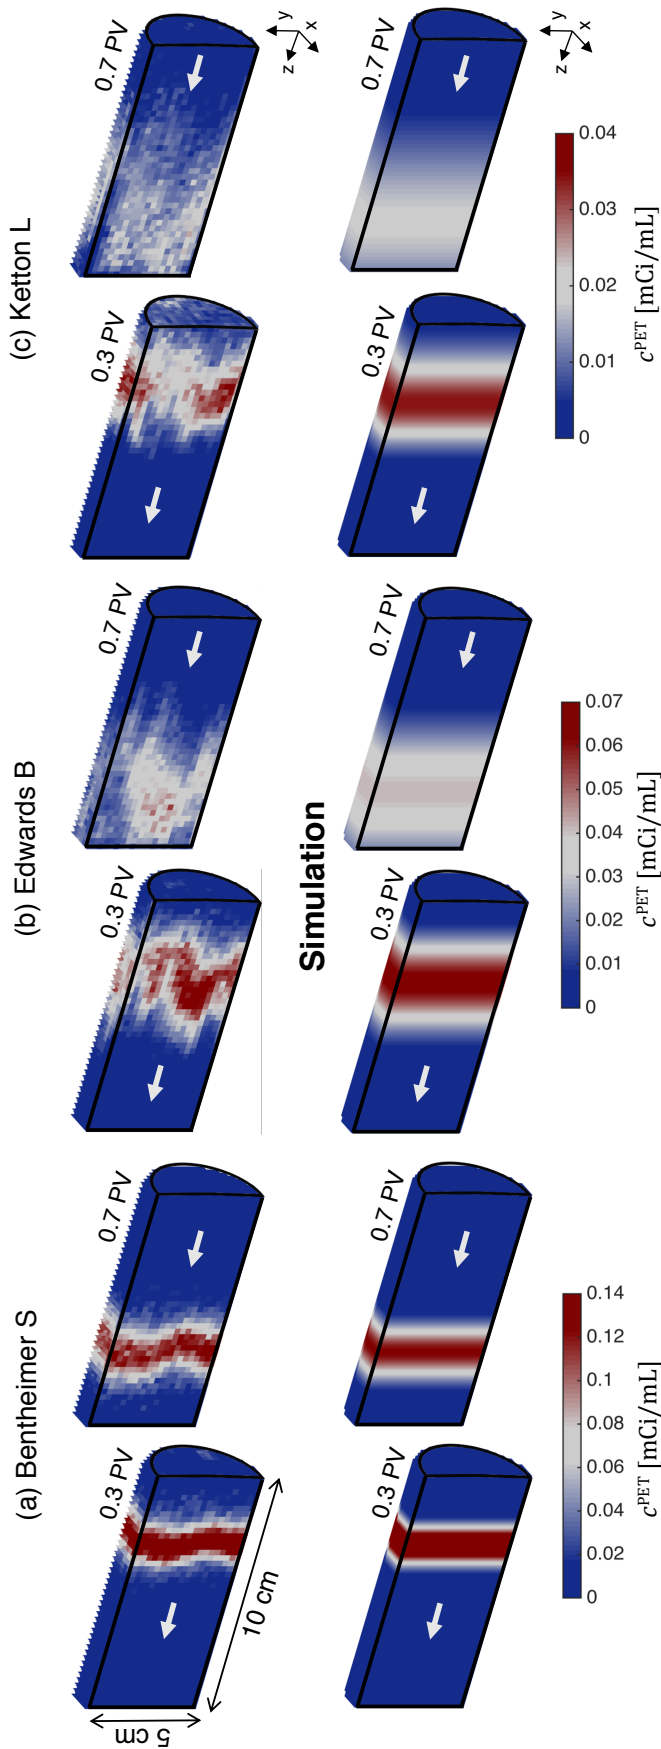 (a) Bentheimer S
(b) Edwards B
(c) Ketton L
0.3 PV
0.7 PV
0.3 PV
0.7 PV
0.3 PV
0.7 PV
5 cm
10 cm
y
x
z
Simulation
0.3 PV
0.7 PV
0.3 PV
0.7 PV
0.3 PV
0.7 PV
y
x
z
0
0.02
0.04
0.06
0.08
0.10
0.12
0.14
c^PET [mCi/mL]
0
0.01
0.02
0.03
0.04
0.05
0.06
0.07
c^PET [mCi/mL]
0
0.01
0.02
0.03
0.04
c^PET [mCi/mL]